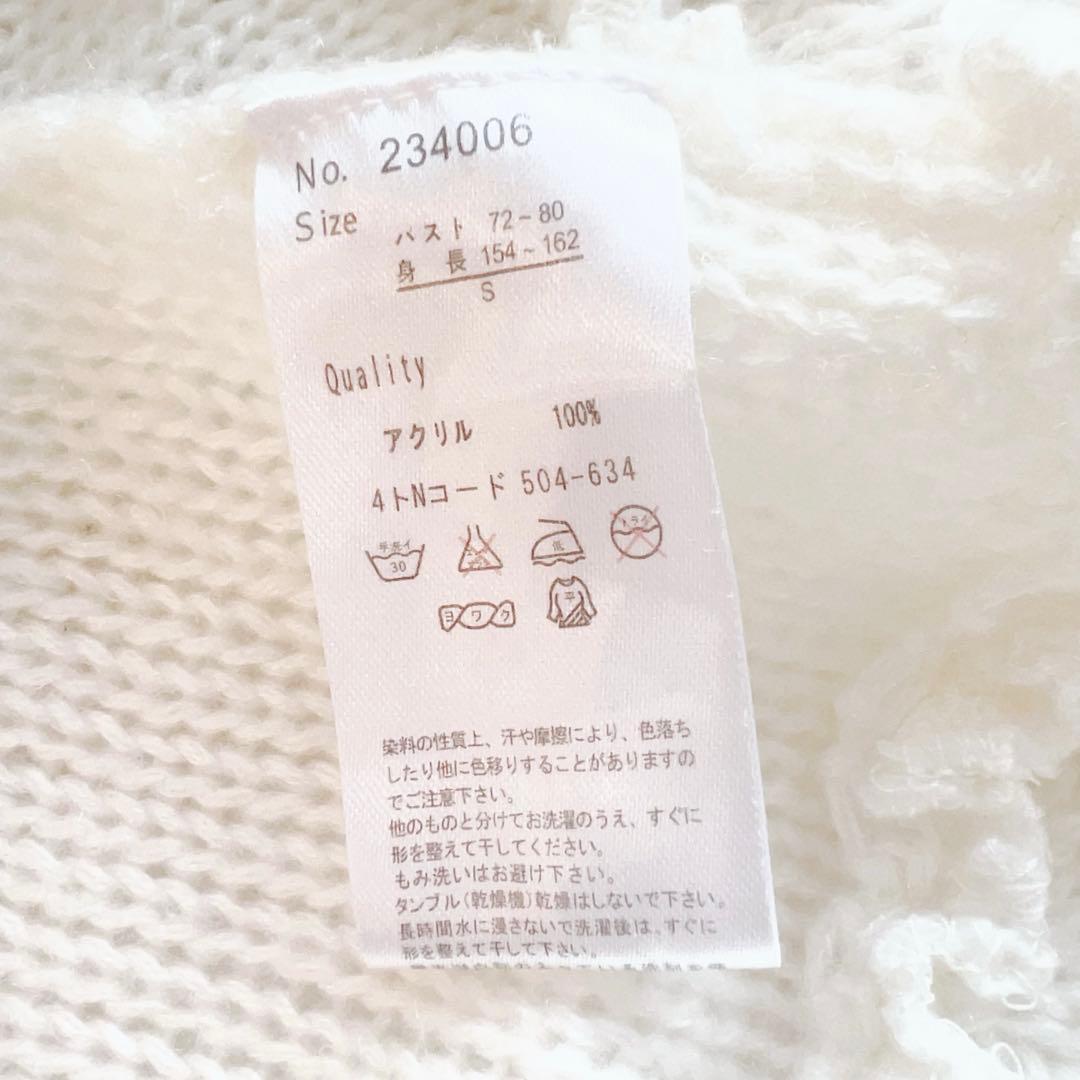 No. 234006
Size
バスト 72~80
身 長 154~162
S
Quality
アクリル 100%
4トNコード 504-634
手洗イ
30
低
ドライ
ヨワク
平
染料の性質上、汗や摩擦により、色落ち
したり他に色移りすることがありますの
でご注意下さい。
他のものと分けてお洗濯のうえ、すぐに
形を整えて干してください。
もみ洗いはお避け下さい。
タンブル(乾燥機)乾燥はしないで下さい。
長時間水に浸さないで洗濯後は、すぐに
形を整えて干して下さい。